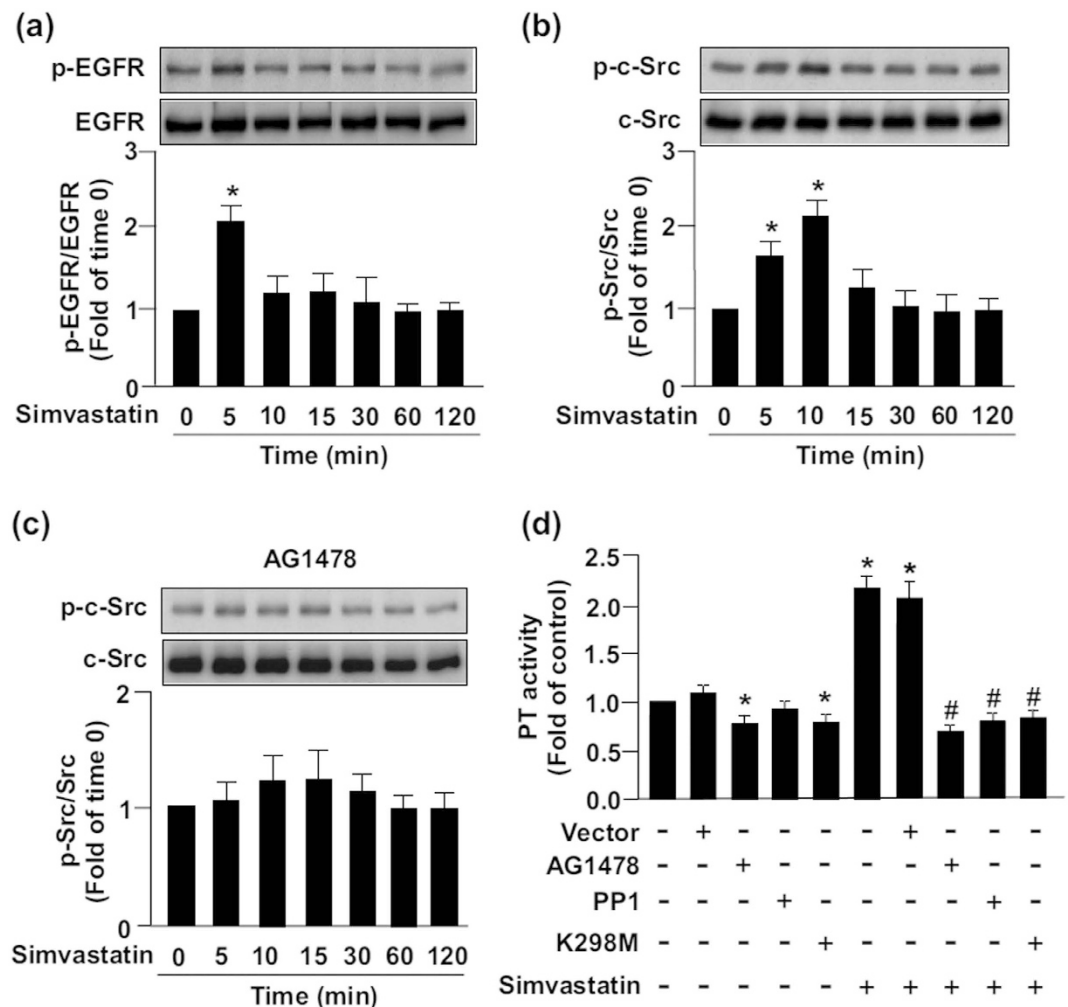 (a)
p-EGFR
EGFR
p-EGFR/EGFR
(Fold of time 0)
3
2
1
0
*
Simvastatin 0 5 10 15 30 60 120
Time (min)
(b)
p-c-Src
c-Src
p-Src/Src
(Fold of time 0)
3
2
1
0
* *
Simvastatin 0 5 10 15 30 60 120
Time (min)
(c)
AG1478
p-c-Src
c-Src
p-Src/Src
(Fold of time 0)
2
1
0
Simvastatin 0 5 10 15 30 60 120
Time (min)
(d)
PT activity
(Fold of control)
2.5
2.0
1.5
1.0
0.5
0.0
* * * * # # #
Vector - + - - - - + - - -
AG1478 - - + - - - - + - -
PP1 - - - + - - - - + -
K298M - - - - + - - - - +
Simvastatin - - - - - + + + + +